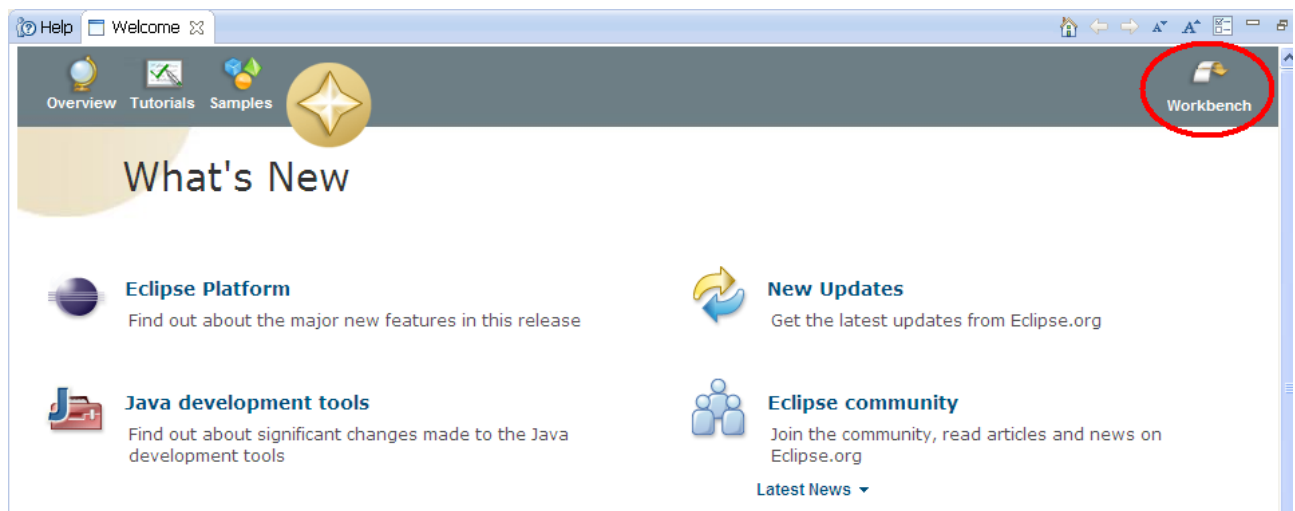 Help Welcome
Overview Tutorials Samples Workbench
What's New
Eclipse Platform
Find out about the major new features in this release
New Updates
Get the latest updates from Eclipse.org
Java development tools
Find out about significant changes made to the Java
development tools
Eclipse community
Join the community, read articles and news on
Eclipse.org
Latest News